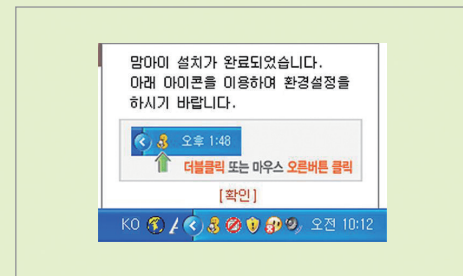 맘아이 설치가 완료되었습니다.
아래 아이콘을 이용하여 환경설정을
하시기 바랍니다.
오후 1:48
더블클릭 또는 마우스 오른버튼 클릭
[확인]
KO 오전 10:12